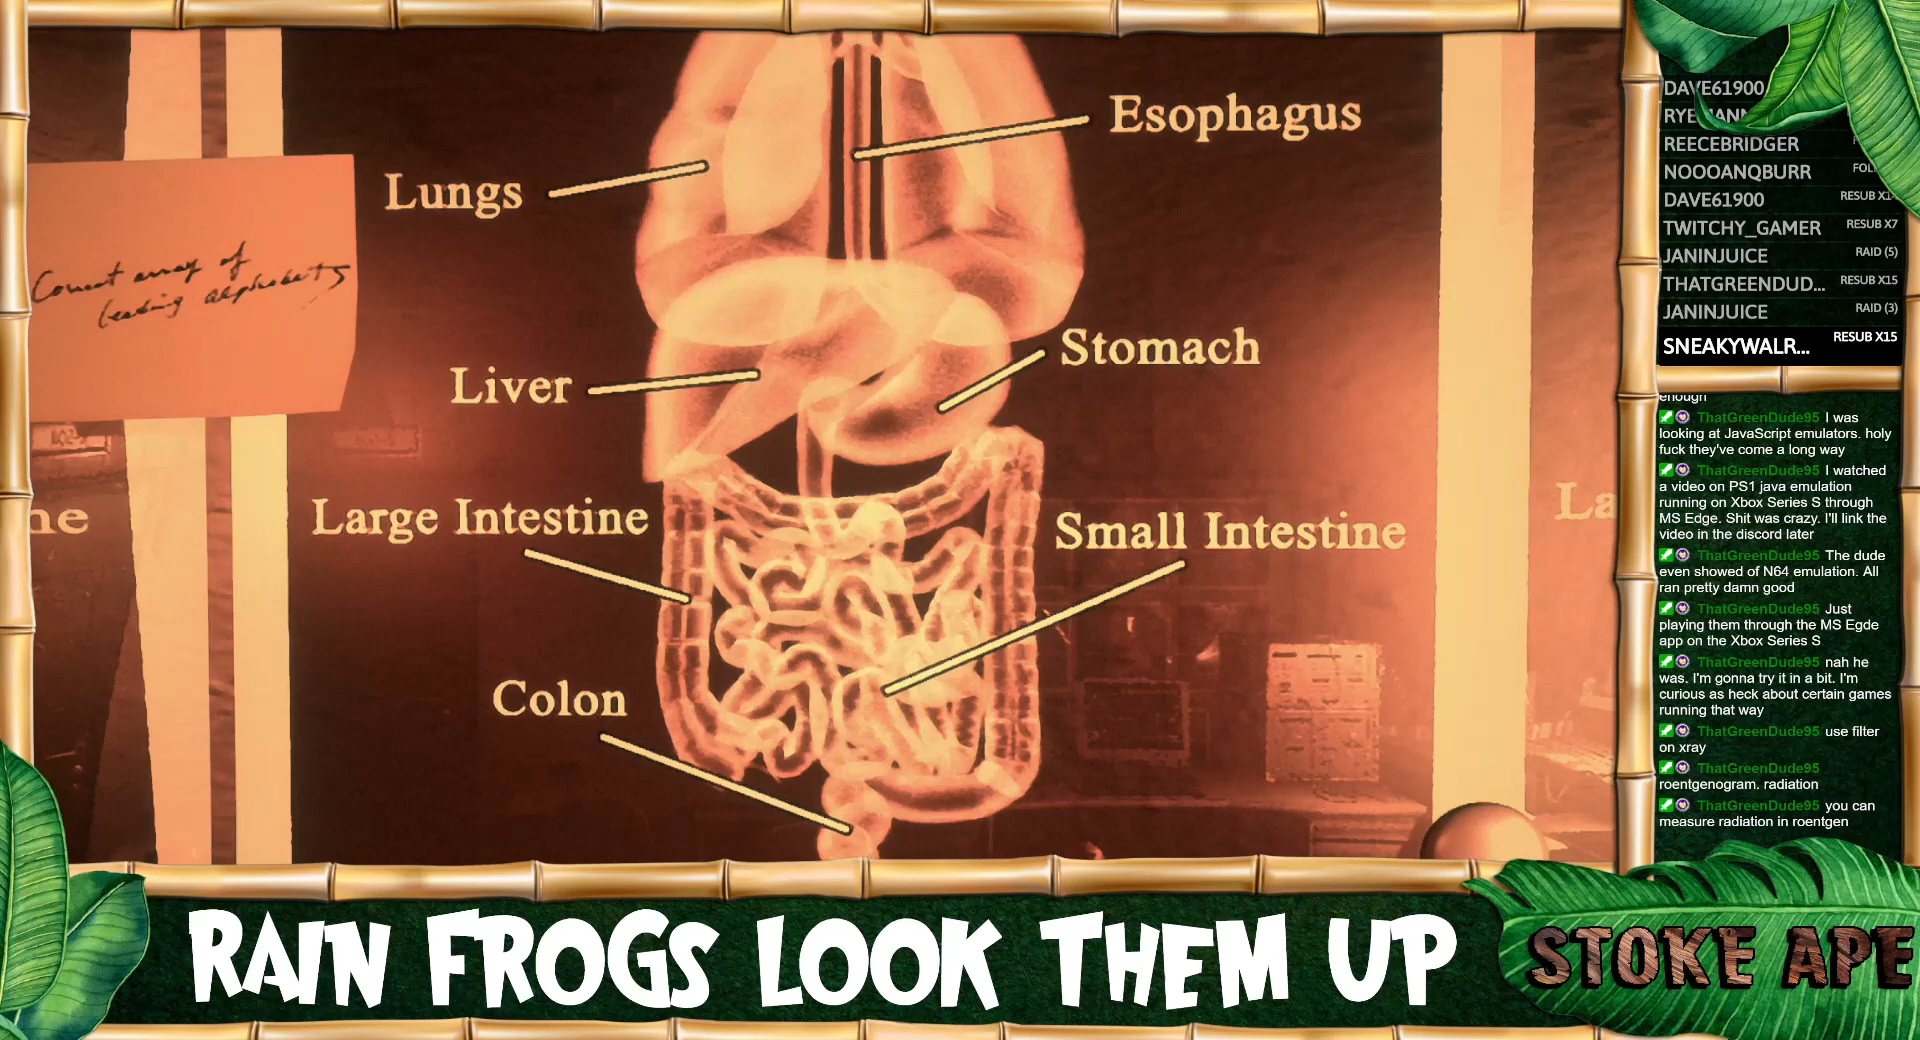 Esophagus
Lungs
Correct array of
leading alphabets
Stomach
Liver
Large Intestine
Small Intestine
Colon
DAVE61900
REECEBRIDGER
NOOOANQBURR
DAVE61900 RESUB X14
TWITCHY_GAMER RESUB X7
JANINJUICE RAID (5)
THATGREENDUD... RESUB X15
JANINJUICE RAID (3)
SNEAKYWALR... RESUB X15
enough
ThatGreenDude95 I was
looking at JavaScript emulators. holy
fuck they've come a long way
ThatGreenDude95 I watched
a video on PS1 java emulation
running on Xbox Series S through
MS Edge. Shit was crazy. I'll link the
video in the discord later
ThatGreenDude95 The dude
even showed of N64 emulation. All
ran pretty damn good
ThatGreenDude95 Just
playing them through the MS Egde
app on the Xbox Series S
ThatGreenDude95 nah he
was. I'm gonna try it in a bit. I'm
curious as heck about certain games
running that way
ThatGreenDude95 use filter
on xray
ThatGreenDude95
roentgenogram. radiation
ThatGreenDude95 you can
measure radiation in roentgen
RAIN FROGS LOOK THEM UP
STOKE APE